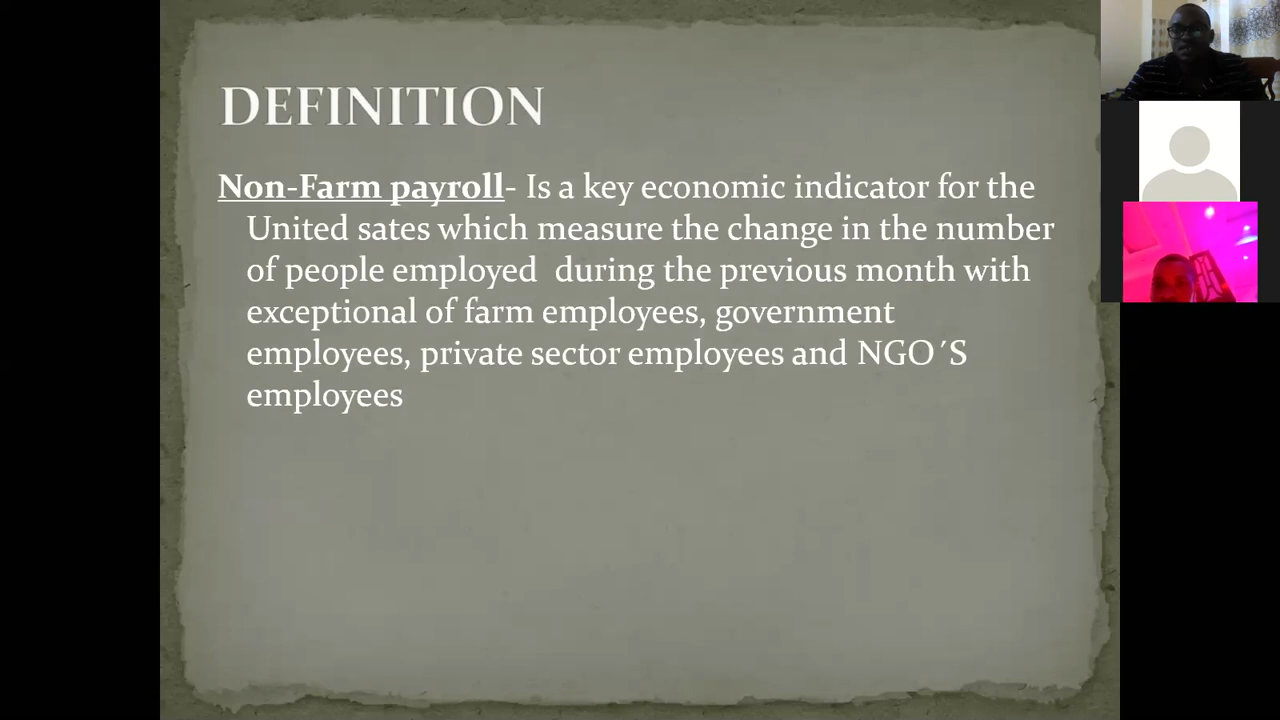 DEFINITION
Non-Farm payroll- Is a key economic indicator for the
United sates which measure the change in the number
of people employed  during the previous month with
exceptional of farm employees, government
employees, private sector employees and NGO´S
employees